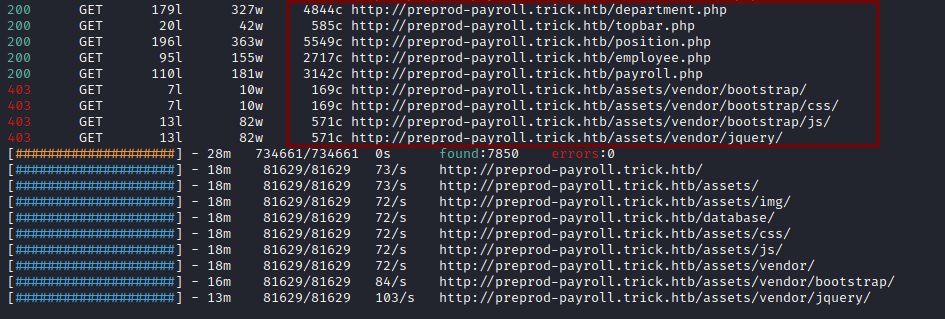 200 GET 179l 327w 4844c http://preprod-payroll.trick.htb/department.php
200 GET 20l 42w 585c http://preprod-payroll.trick.htb/topbar.php
200 GET 196l 363w 5549c http://preprod-payroll.trick.htb/position.php
200 GET 95l 155w 2717c http://preprod-payroll.trick.htb/employee.php
200 GET 110l 181w 3142c http://preprod-payroll.trick.htb/payroll.php
403 GET 7l 10w 169c http://preprod-payroll.trick.htb/assets/vendor/bootstrap/
403 GET 7l 10w 169c http://preprod-payroll.trick.htb/assets/vendor/bootstrap/css/
403 GET 13l 82w 571c http://preprod-payroll.trick.htb/assets/vendor/bootstrap/js/
403 GET 13l 82w 571c http://preprod-payroll.trick.htb/assets/vendor/jquery/
[####################] - 28m 734661/734661 0s found:7850 errors:0
[####################] - 18m 81629/81629 73/s http://preprod-payroll.trick.htb/
[####################] - 18m 81629/81629 73/s http://preprod-payroll.trick.htb/assets/
[####################] - 18m 81629/81629 72/s http://preprod-payroll.trick.htb/assets/img/
[####################] - 18m 81629/81629 72/s http://preprod-payroll.trick.htb/database/
[####################] - 18m 81629/81629 72/s http://preprod-payroll.trick.htb/assets/css/
[####################] - 18m 81629/81629 72/s http://preprod-payroll.trick.htb/assets/js/
[####################] - 18m 81629/81629 72/s http://preprod-payroll.trick.htb/assets/vendor/
[####################] - 16m 81629/81629 84/s http://preprod-payroll.trick.htb/assets/vendor/bootstrap/
[####################] - 13m 81629/81629 103/s http://preprod-payroll.trick.htb/assets/vendor/jquery/